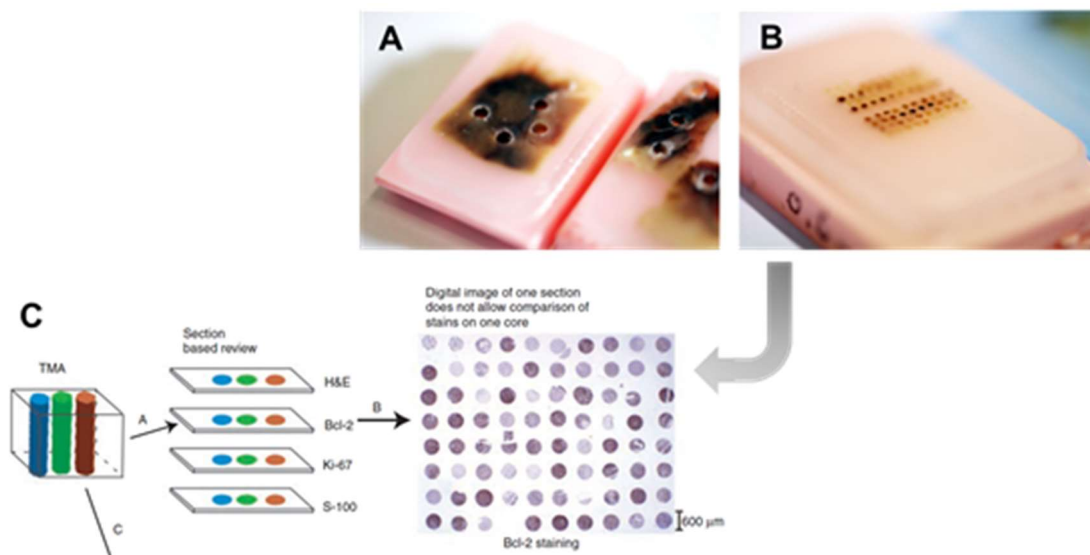 A
B
C
Digital image of one section
does not allow comparison of
stains on one core
Section
based review
TMA
H&E
A
Bcl-2
B
Ki-67
S-100
C
600 μm
Bcl-2 staining